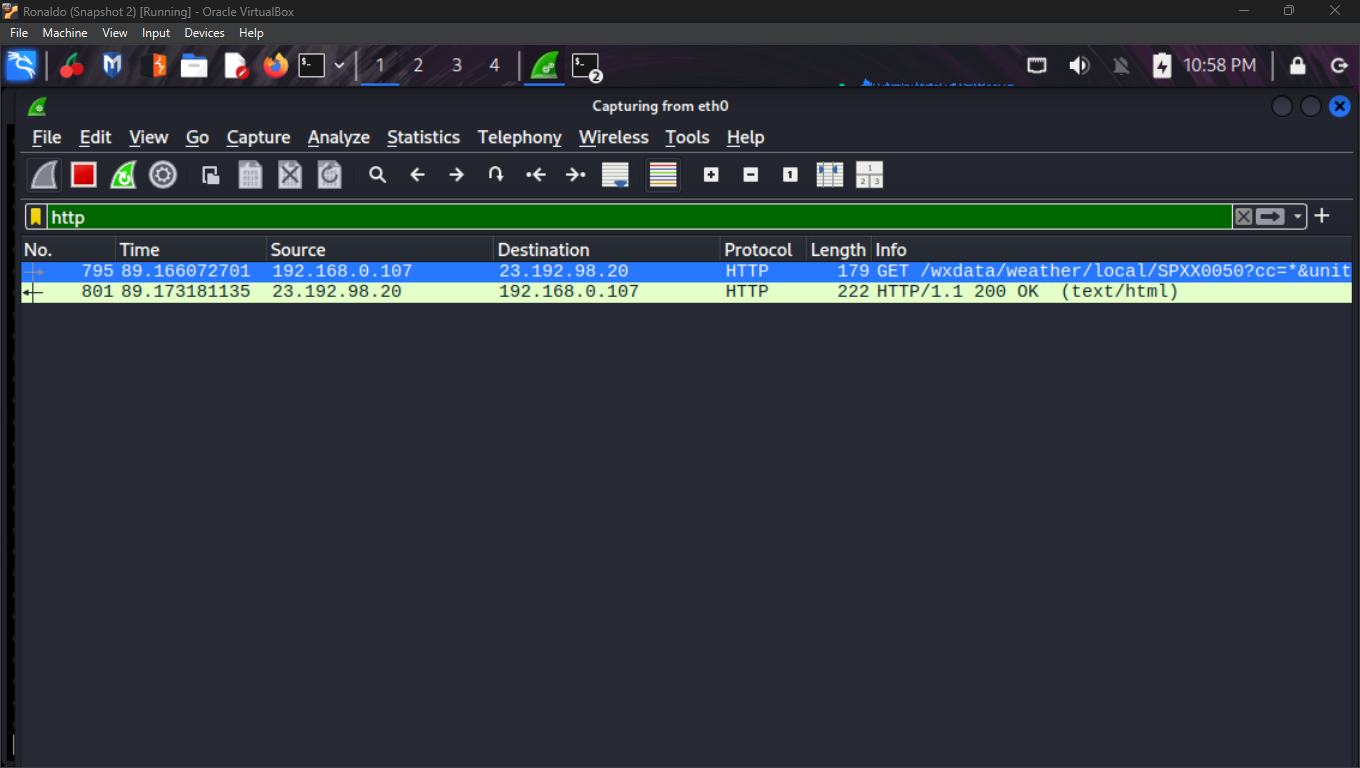 Ronaldo (Snapshot 2) [Running] - Oracle VirtualBox
File Machine View Input Devices Help
1 2 3 4 2 10:58 PM
Capturing from eth0
File Edit View Go Capture Analyze Statistics Telephony Wireless Tools Help
http
No. Time Source Destination Protocol Length Info
795 89.166072701 192.168.0.107 23.192.98.20 HTTP 179 GET /wxdata/weather/local/SPXX0050?cc=*&unit
801 89.173181135 23.192.98.20 192.168.0.107 HTTP 222 HTTP/1.1 200 OK (text/html)